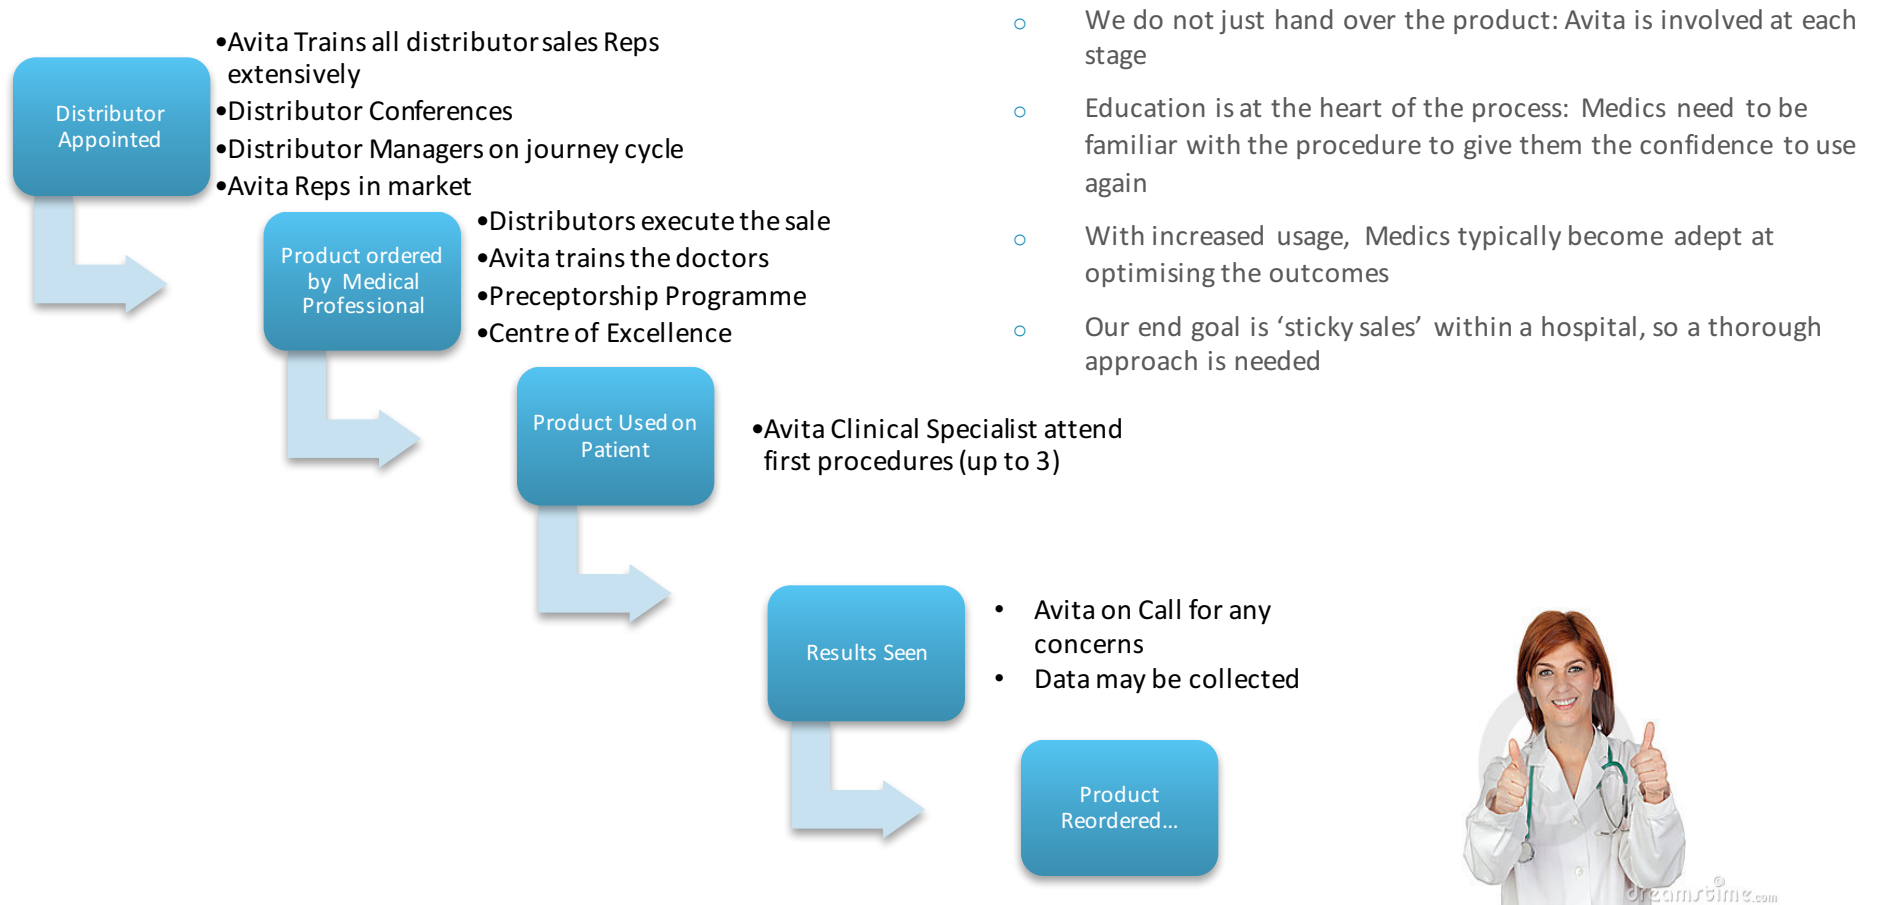 Distributor
Appointed
•Avita Trains all distributor sales Reps
extensively
•Distributor Conferences
•Distributor Managers on journey cycle
•Avita Reps in market
Product ordered
by Medical
Professional
•Distributors execute the sale
•Avita trains the doctors
•Preceptorship Programme
•Centre of Excellence
Product Used on
Patient
•Avita Clinical Specialist attend
first procedures (up to 3)
Results Seen
• Avita on Call for any
concerns
• Data may be collected
Product
Reordered...
o We do not just hand over the product: Avita is involved at each
stage
o Education is at the heart of the process: Medics need to be
familiar with the procedure to give them the confidence to use
again
o With increased usage, Medics typically become adept at
optimising the outcomes
o Our end goal is ‘sticky sales’ within a hospital, so a thorough
approach is needed
dreamstime.com